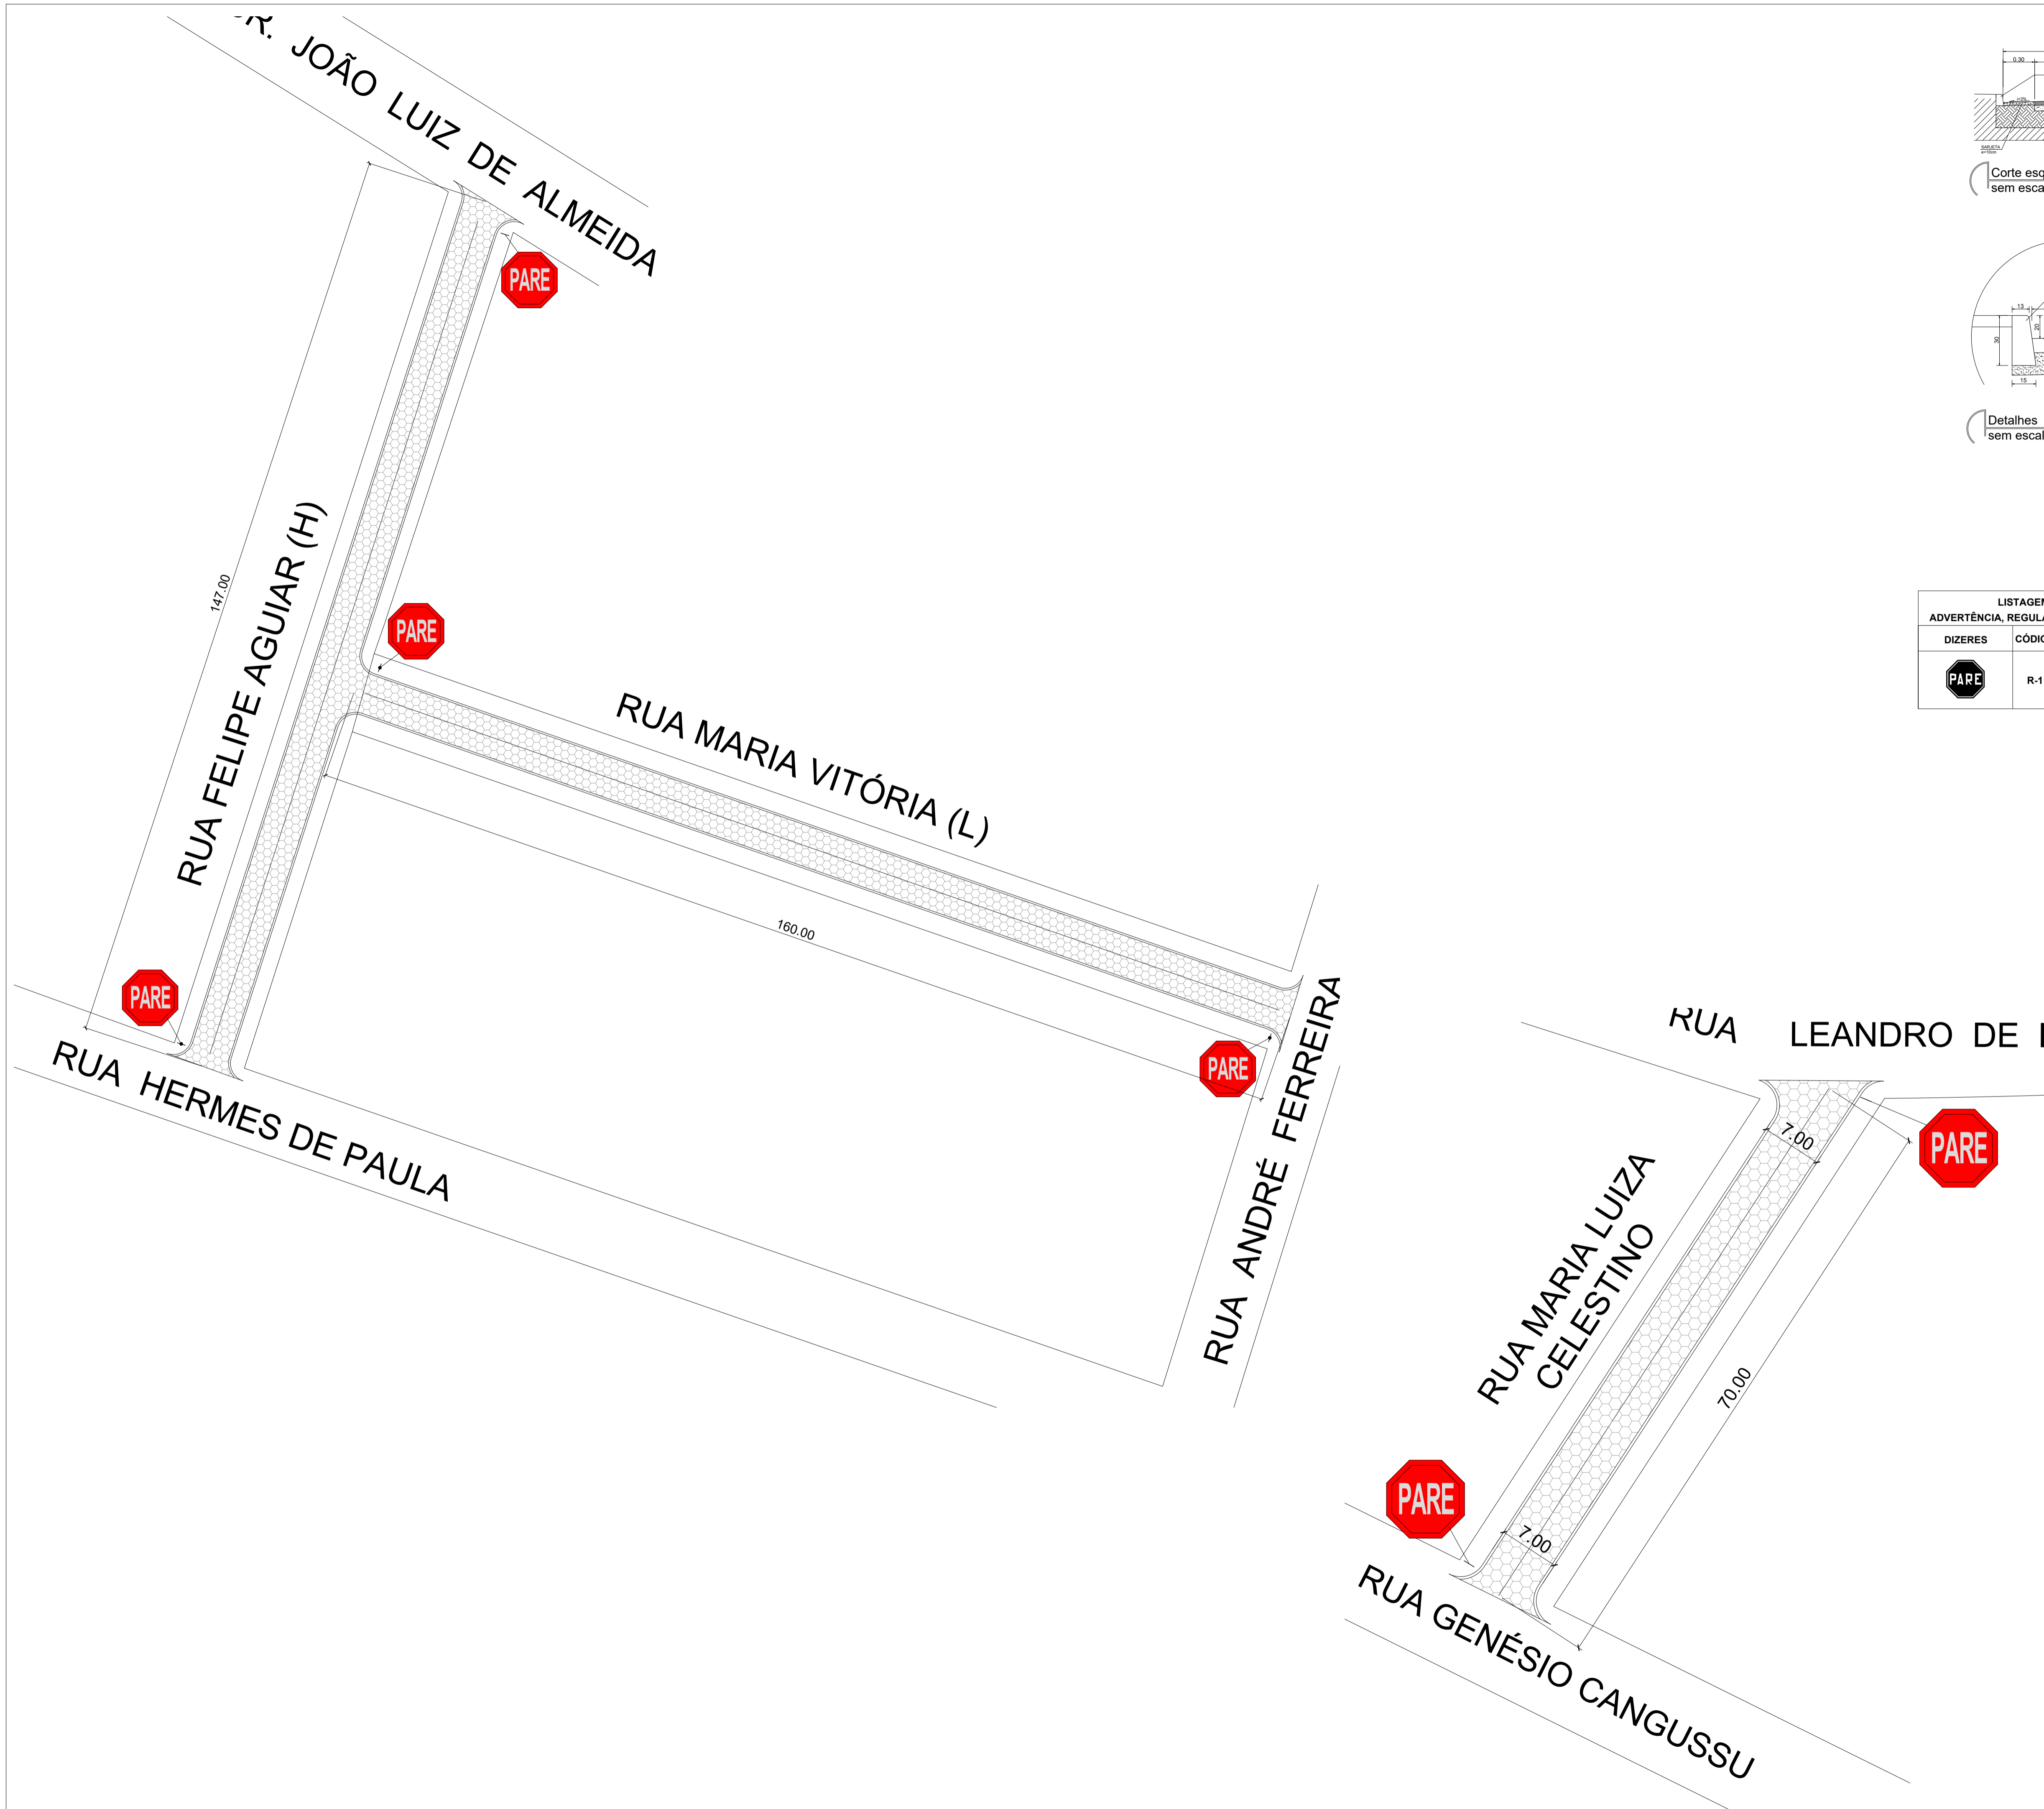 R. JOÃO LUIZ DE ALMEIDA
PARE
147.00
RUA FELIPE AGUIAR (H)
PARE
RUA MARIA VITÓRIA (L)
160.00
PARE
PARE
RUA HERMES DE PAULA
RUA ANDRÉ FERREIRA
0.30
i=3%
SARJETA
e=10cm
Corte esq
sem esca
13
20
30
15
Detalhes
sem escal
LISTAGEM
ADVERTÊNCIA, REGULA
DIZERES CÓDIG
PARE R-1
RUA LEANDRO DE
7.00
PARE
RUA MARIA LUIZA
CELESTINO
70.00
PARE
7.00
RUA GENÉSIO CANGUSSU